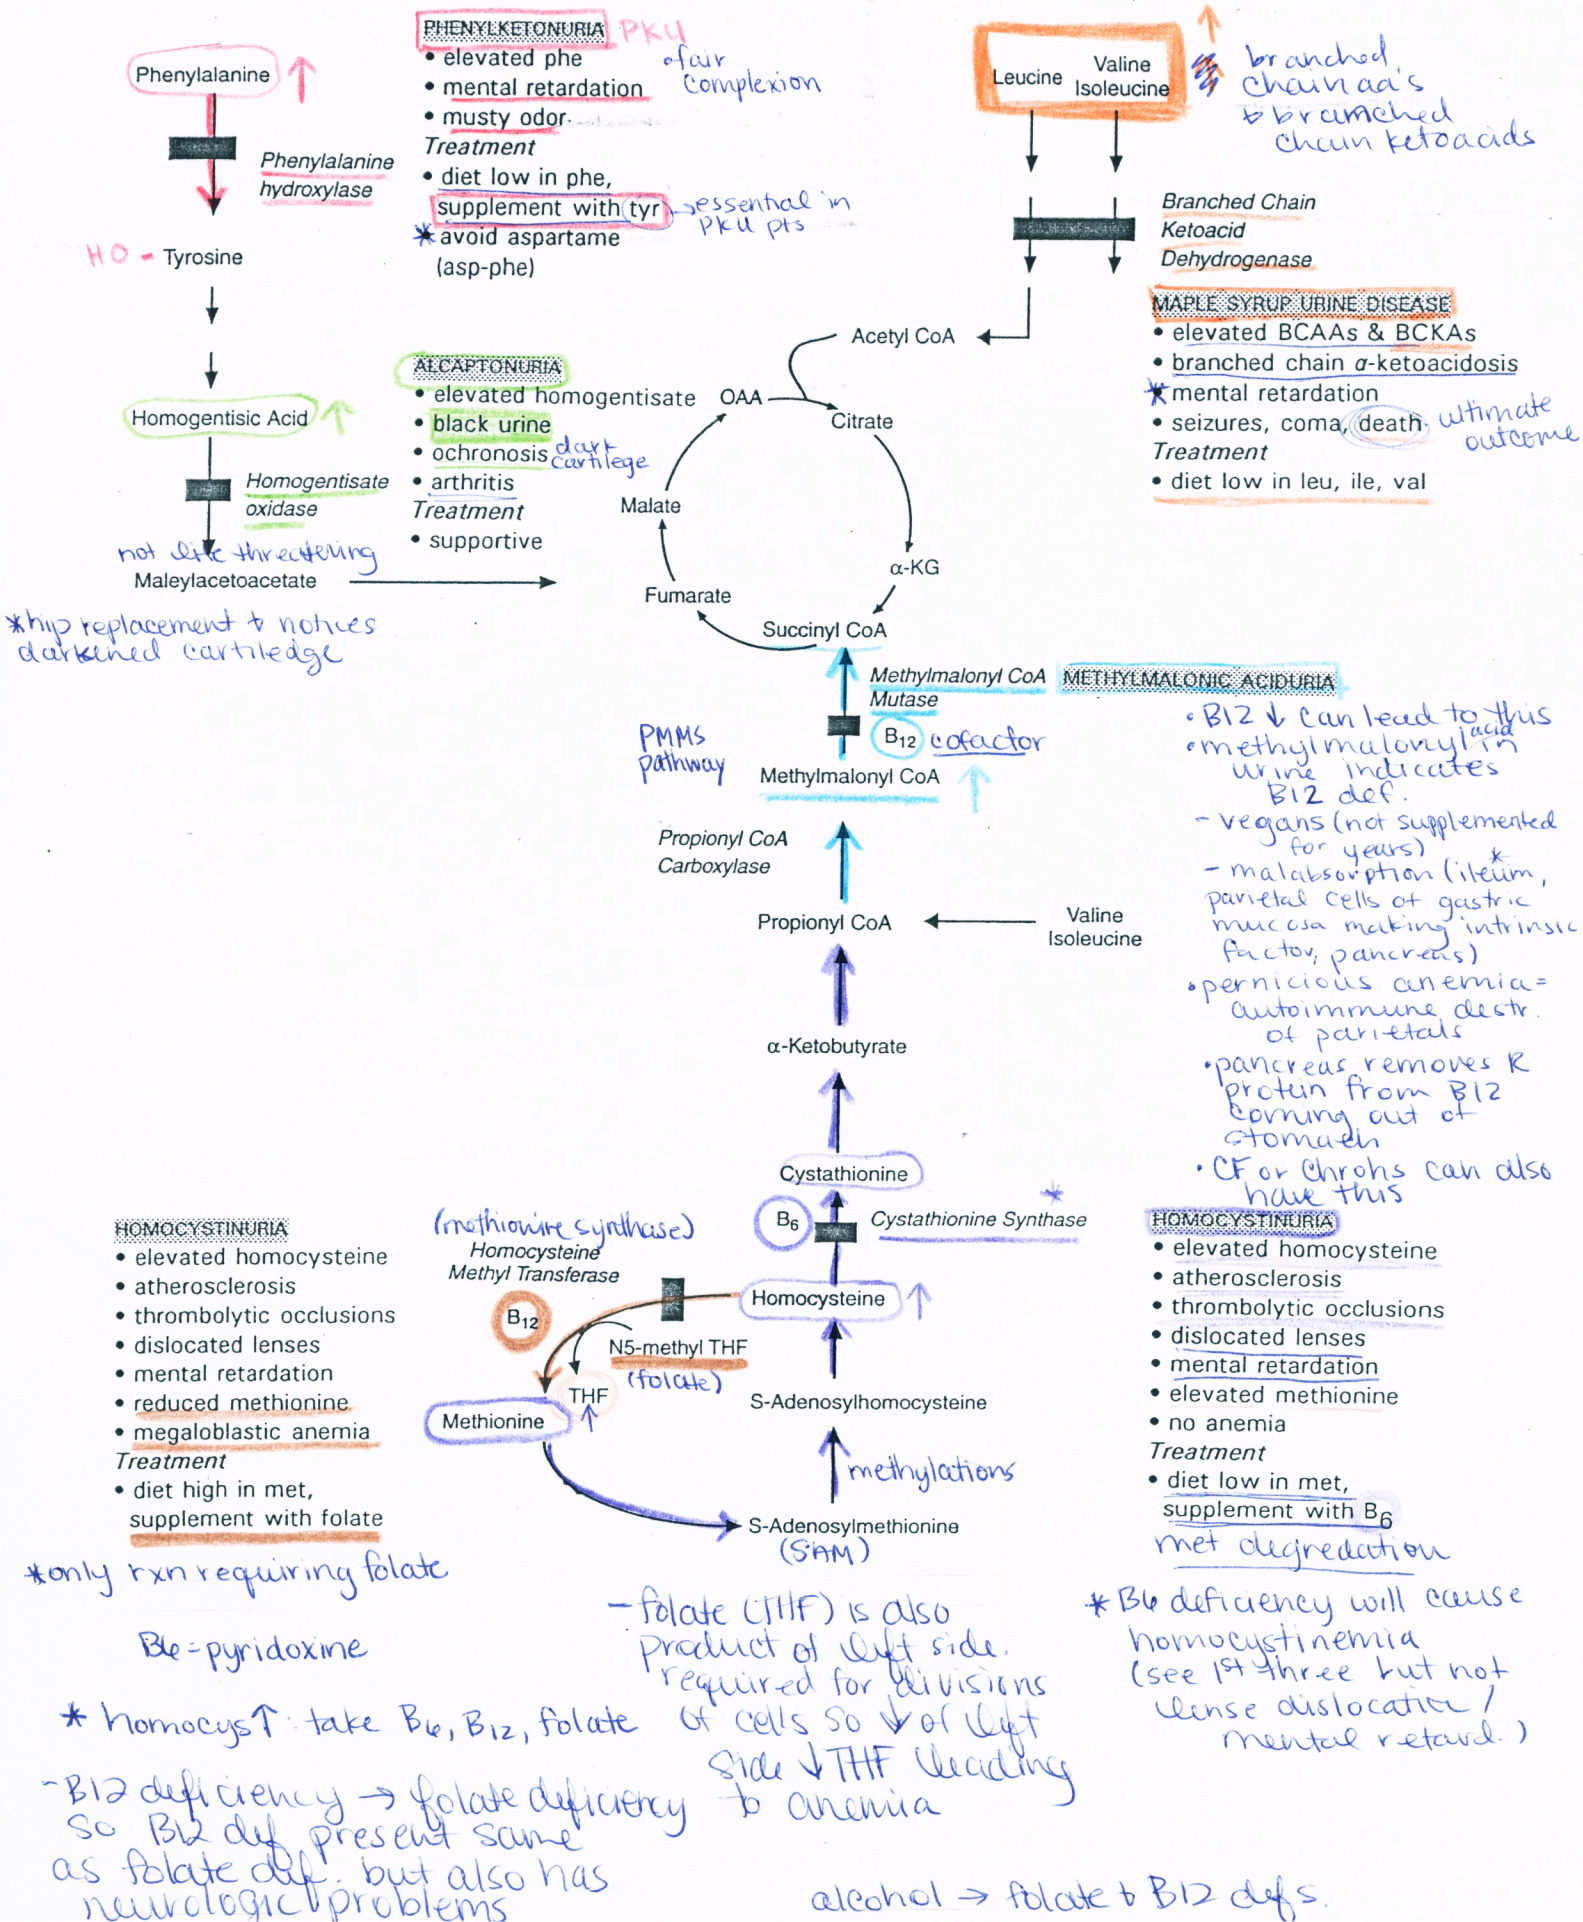 PHENYLKETONURIA PKU
• elevated phe
• mental retardation
• musty odor
Treatment
• diet low in phe,
supplement with tyr
* avoid aspartame
(asp-phe)
• fair
complexion
→ essential in
PKU pts
Phenylalanine ↑
Phenylalanine
hydroxylase
HO - Tyrosine
Homogentisic Acid ↑
Homogentisate
oxidase
not life threatening
Maleylacetoacetate
*hip replacement & notices
darkened cartiledge
ALCAPTONURIA
• elevated homogentisate
• black urine
• ochronosis dark
cartilege
• arthritis
Treatment
• supportive
Leucine
Valine
Isoleucine
↑
branched
chain aa's
& branched
chain ketoacids
Branched Chain
Ketoacid
Dehydrogenase
MAPLE SYRUP URINE DISEASE
• elevated BCAAs & BCKAs
• branched chain α-ketoacidosis
* mental retardation
• seizures, coma, death ultimate
outcome
Treatment
• diet low in leu, ile, val
Acetyl CoA
OAA
Citrate
Malate
α-KG
Fumarate
Succinyl CoA
Methylmalonyl CoA
Mutase
B12 cofactor
PMMS
pathway
Methylmalonyl CoA ↑
Propionyl CoA
Carboxylase
Propionyl CoA
Valine
Isoleucine
α-Ketobutyrate
Cystathionine
METHYLMALONIC ACIDURIA
• B12 ↓ can lead to this
• methylmalonyl acid in
urine indicates
B12 def.
- vegans (not supplemented
for years)
- malabsorption (ileum, *
parietal cells of gastric
mucosa making intrinsic
factor, pancreas)
• pernicious anemia =
autoimmune destr.
of parietals
• pancreas removes R
protein from B12
coming out of
stomach
• CF or Chrohs can also
have this
B6
Cystathionine Synthase *
Homocysteine ↑
(methionine synthase)
Homocysteine
Methyl Transferase
B12
N5-methyl THF
(folate)
THF
↑
Methionine
S-Adenosylhomocysteine
methylations
S-Adenosylmethionine
(SAM)
HOMOCYSTINURIA
• elevated homocysteine
• atherosclerosis
• thrombolytic occlusions
• dislocated lenses
• mental retardation
• reduced methionine
• megaloblastic anemia
Treatment
• diet high in met,
supplement with folate
*only rxn requiring folate
B6 = pyridoxine
* homocys↑: take B6, B12, folate
- B12 deficiency → folate deficiency
so B12 def present same
as folate def. but also has
neurologic problems
- folate (THF) is also
product of left side.
required for divisions
of cells so ↓ of left
side ↓ THF leading
to anemia
HOMOCYSTINURIA
• elevated homocysteine
• atherosclerosis
• thrombolytic occlusions
• dislocated lenses
• mental retardation
• elevated methionine
• no anemia
Treatment
• diet low in met,
supplement with B6
met degredation
* B6 deficiency will cause
homocystinemia
(see 1st three but not
lense dislocation /
mental retard.)
alcohol → folate & B12 defs.